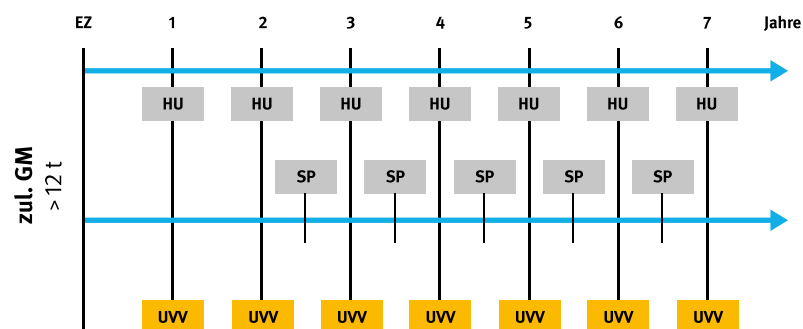 EZ 1 2 3 4 5 6 7 Jahre
HU HU HU HU HU HU HU
zul. GM
> 12 t
SP SP SP SP SP
UVV UVV UVV UVV UVV UVV UVV